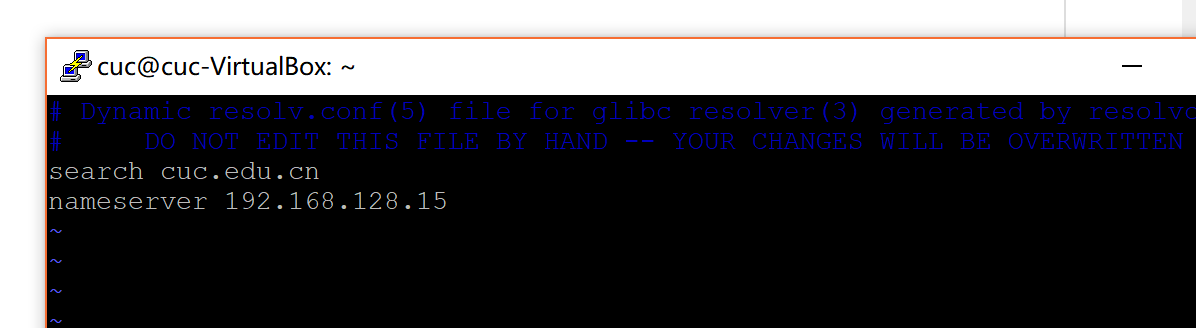 cuc@cuc-VirtualBox: ~
# Dynamic resolv.conf(5) file for glibc resolver(3) generated by
#     DO NOT EDIT THIS FILE BY HAND -- YOUR CHANGES WILL BE OVERWRITTEN
search cuc.edu.cn
nameserver 192.168.128.15
~
~
~
~